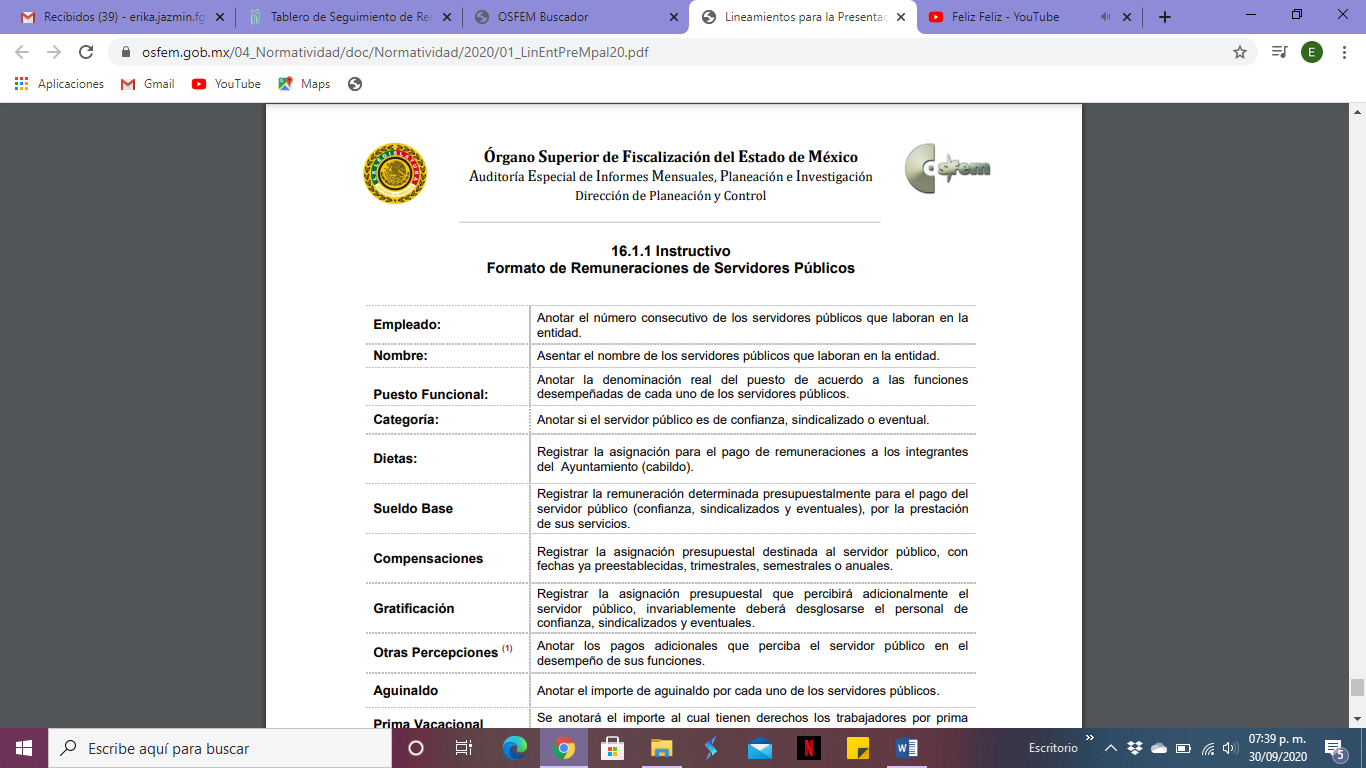 Recibidos (39) - erika.jazmin.fg
Tablero de Seguimiento de Re
OSFEM Buscador
Lineamientos para la Presentac
Feliz Feliz - YouTube
osfem.gob.mx/04_Normatividad/doc/Normatividad/2020/01_LinEntPreMpal20.pdf
E
Aplicaciones
Gmail
YouTube
Maps
Órgano Superior de Fiscalización del Estado de México
Auditoría Especial de Informes Mensuales, Planeación e Investigación
Dirección de Planeación y Control
osfem
16.1.1 Instructivo
Formato de Remuneraciones de Servidores Públicos
Empleado:
Anotar el número consecutivo de los servidores públicos que laboran en la
entidad.
Nombre:
Asentar el nombre de los servidores públicos que laboran en la entidad.
Puesto Funcional:
Anotar la denominación real del puesto de acuerdo a las funciones
desempeñadas de cada uno de los servidores públicos.
Categoría:
Anotar si el servidor público es de confianza, sindicalizado o eventual.
Dietas:
Registrar la asignación para el pago de remuneraciones a los integrantes
del Ayuntamiento (cabildo).
Sueldo Base
Registrar la remuneración determinada presupuestalmente para el pago del
servidor público (confianza, sindicalizados y eventuales), por la prestación
de sus servicios.
Compensaciones
Registrar la asignación presupuestal destinada al servidor público, con
fechas ya preestablecidas, trimestrales, semestrales o anuales.
Gratificación
Registrar la asignación presupuestal que percibirá adicionalmente el
servidor público, invariablemente deberá desglosarse el personal de
confianza, sindicalizados y eventuales.
Otras Percepciones (1)
Anotar los pagos adicionales que perciba el servidor público en el
desempeño de sus funciones.
Aguinaldo
Anotar el importe de aguinaldo por cada uno de los servidores públicos.
Prima Vacacional
Se anotará el importe al cual tienen derechos los trabajadores por prima
Escribe aquí para buscar
Escritorio
07:39 p. m.
30/09/2020
5